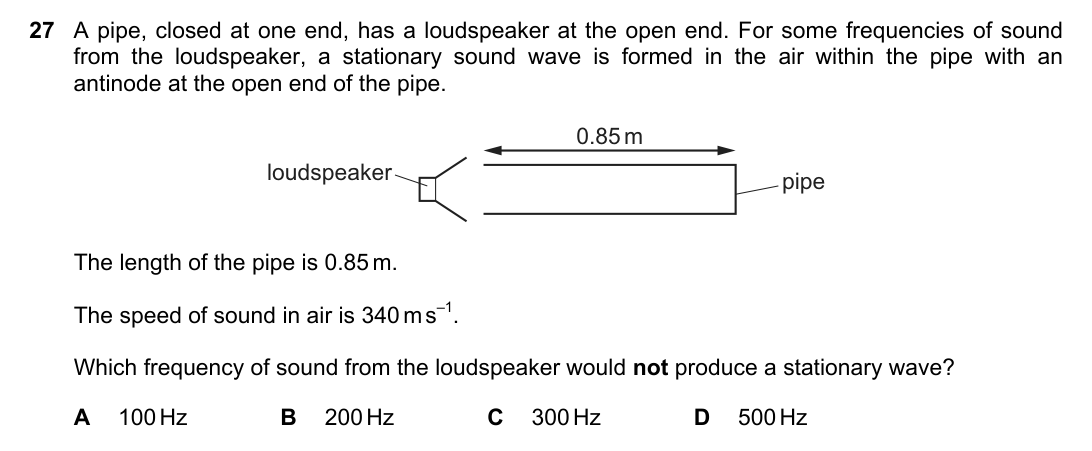 27 A pipe, closed at one end, has a loudspeaker at the open end. For some frequencies of sound
from the loudspeaker, a stationary sound wave is formed in the air within the pipe with an
antinode at the open end of the pipe.
0.85 m
loudspeaker
pipe
The length of the pipe is 0.85 m.
The speed of sound in air is 340 m s⁻¹.
Which frequency of sound from the loudspeaker would not produce a stationary wave?
A 100 Hz B 200 Hz C 300 Hz D 500 Hz